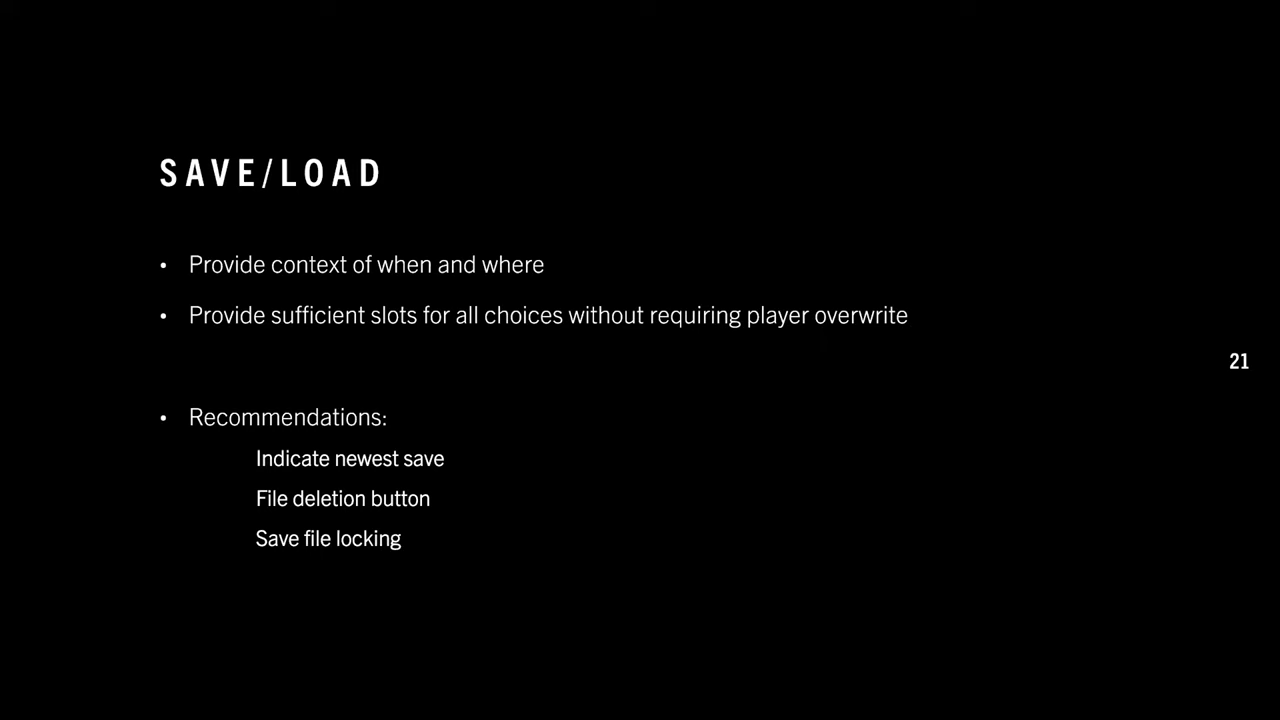 SAVE/LOAD
• Provide context of when and where
• Provide sufficient slots for all choices without requiring player overwrite
21
• Recommendations:
Indicate newest save
File deletion button
Save file locking